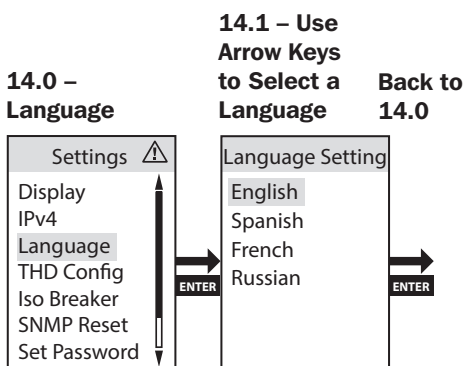 14.0 –
Language
14.1 – Use
Arrow Keys
to Select a
Language
Back to
14.0
Settings
Display
IPv4
Language
THD Config
Iso Breaker
SNMP Reset
Set Password
ENTER
Language Setting
English
Spanish
French
Russian
ENTER